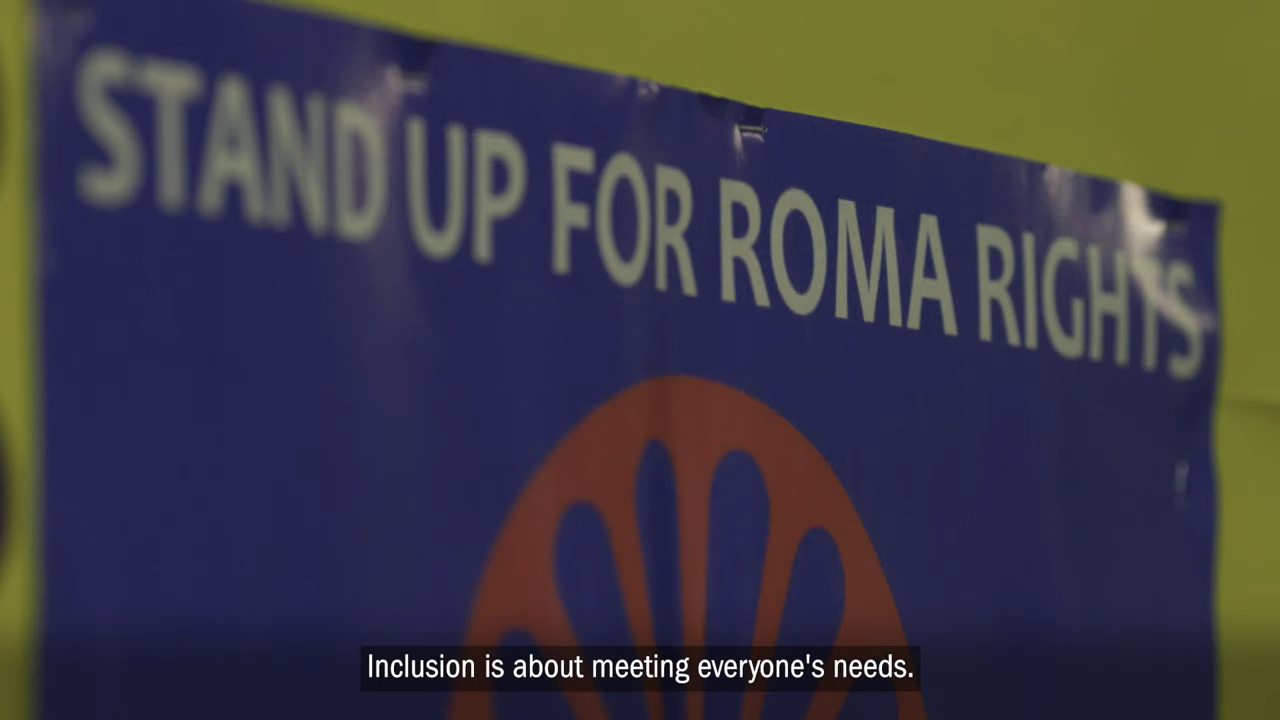 STAND UP FOR ROMA RIGHTS
Inclusion is about meeting everyone's needs.